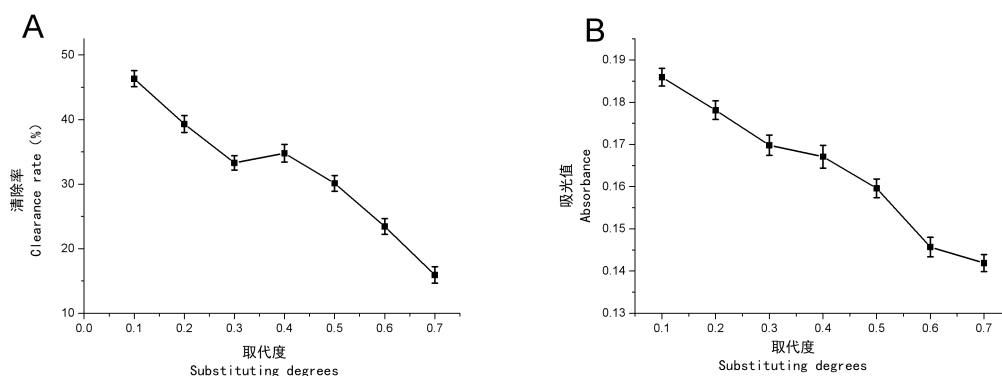 A
50
40
30
20
10
清除率
Clearance rate (%)
0.0 0.1 0.2 0.3 0.4 0.5 0.6 0.7
取代度
Substituting degrees
B
0.19
0.18
0.17
0.16
0.15
0.14
0.13
吸光值
Absorbance
0.1 0.2 0.3 0.4 0.5 0.6 0.7
取代度
Substituting degrees